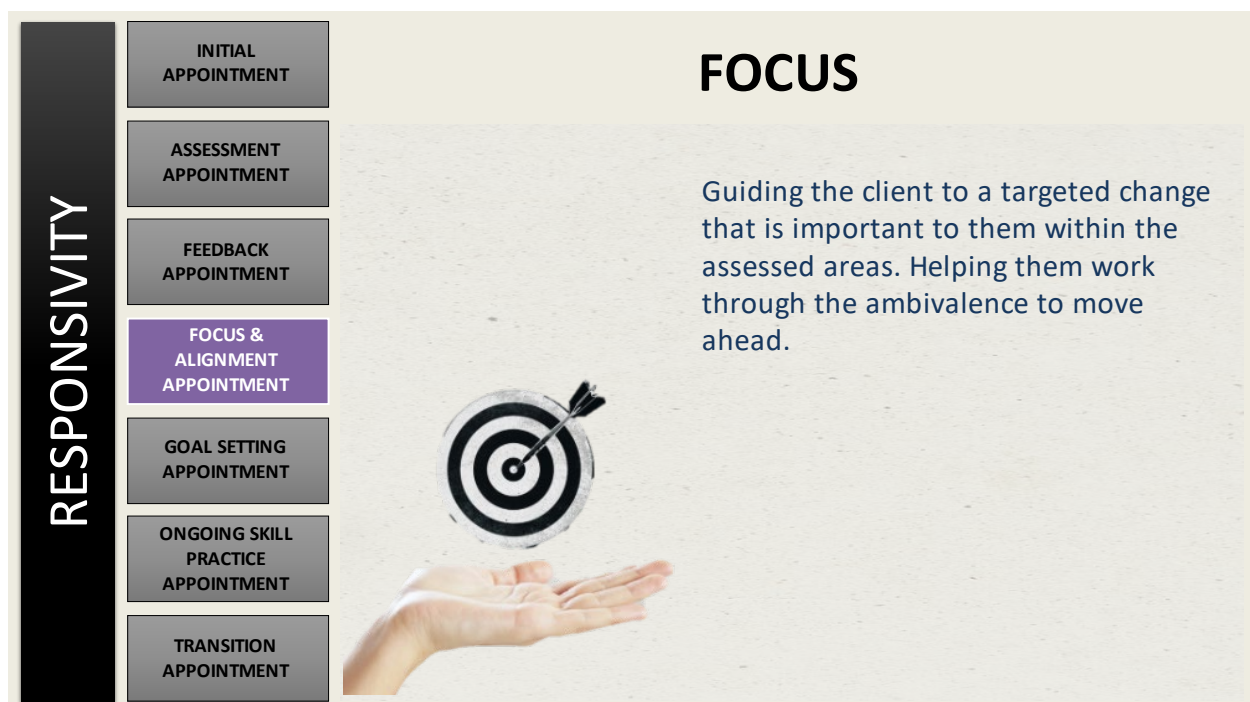 RESPONSIVITY
INITIAL
APPOINTMENT
ASSESSMENT
APPOINTMENT
FEEDBACK
APPOINTMENT
FOCUS &
ALIGNMENT
APPOINTMENT
GOAL SETTING
APPOINTMENT
ONGOING SKILL
PRACTICE
APPOINTMENT
TRANSITION
APPOINTMENT
FOCUS
Guiding the client to a targeted change
that is important to them within the
assessed areas. Helping them work
through the ambivalence to move
ahead.